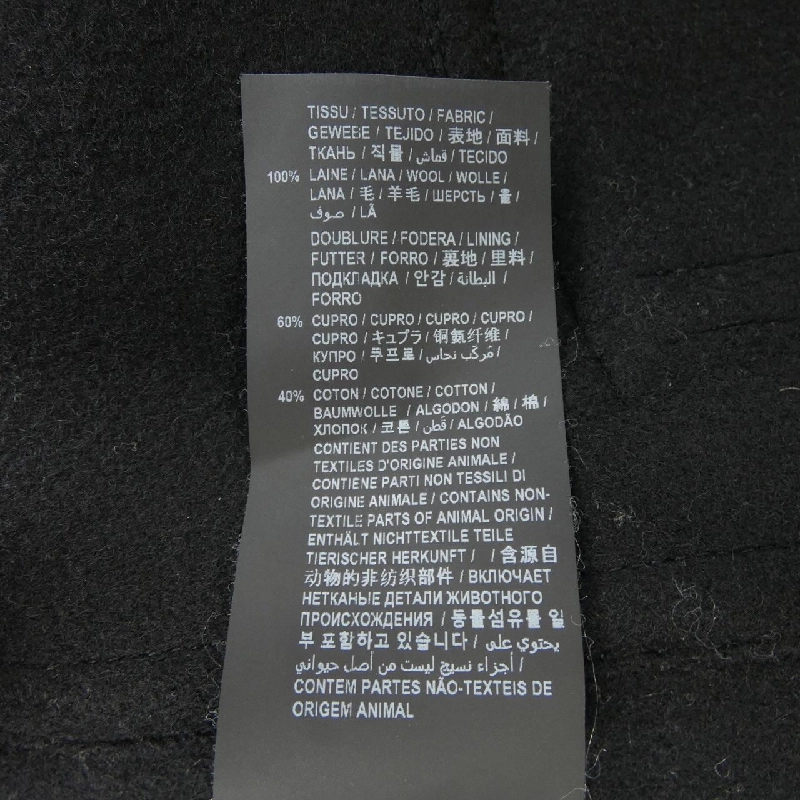 TISSU / TESSUTO / FABRIC /
GEWEBE / TEJIDO / 表地 / 面料 /
ТКАНЬ / 직물 / قماش / TECIDO
100% LAINE / LANA / WOOL / WOLLE /
LANA / 毛 / 羊毛 / ШЕРСТЬ / 울 /
صوف / LÃ
DOUBLURE / FODERA / LINING /
FUTTER / FORRO / 裏地 / 里料 /
ПОДКЛАДКА / 안감 / البطانة /
FORRO
60% CUPRO / CUPRO / CUPRO / CUPRO /
CUPRO / キュプラ / 铜氨纤维 /
КУПРО / 쿠프로 / مركب نحاس /
CUPRO
40% COTON / COTONE / COTTON /
BAUMWOLLE / ALGODON / 綿 / 棉 /
ХЛОПОК / 코튼 / قطن / ALGODÃO
CONTIENT DES PARTIES NON
TEXTILES D'ORIGINE ANIMALE /
CONTIENE PARTI NON TESSILI DI
ORIGINE ANIMALE / CONTAINS NON-
TEXTILE PARTS OF ANIMAL ORIGIN /
ENTHÄLT NICHTTEXTILE TEILE
TIERISCHER HERKUNFT / / 含源自
动物的非纺织部件 / ВКЛЮЧАЕТ
НЕТКАНЫЕ ДЕТАЛИ ЖИВОТНОГО
ПРОИСХОЖДЕНИЯ / 동물섬유를 일
부 포함하고 있습니다 / يحتوي على
أجزاء نسيج ليست من أصل حيواني /
CONTEM PARTES NÃO-TEXTEIS DE
ORIGEM ANIMAL